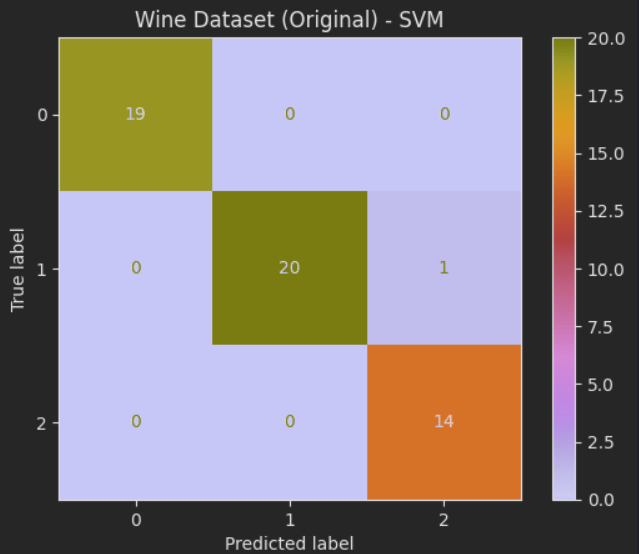 Wine Dataset (Original) - SVM
20.0
17.5
15.0
12.5
10.0
7.5
5.0
2.5
0.0
True label
0
19 0 0
1
0 20 1
2
0 0 14
0 1 2
Predicted label